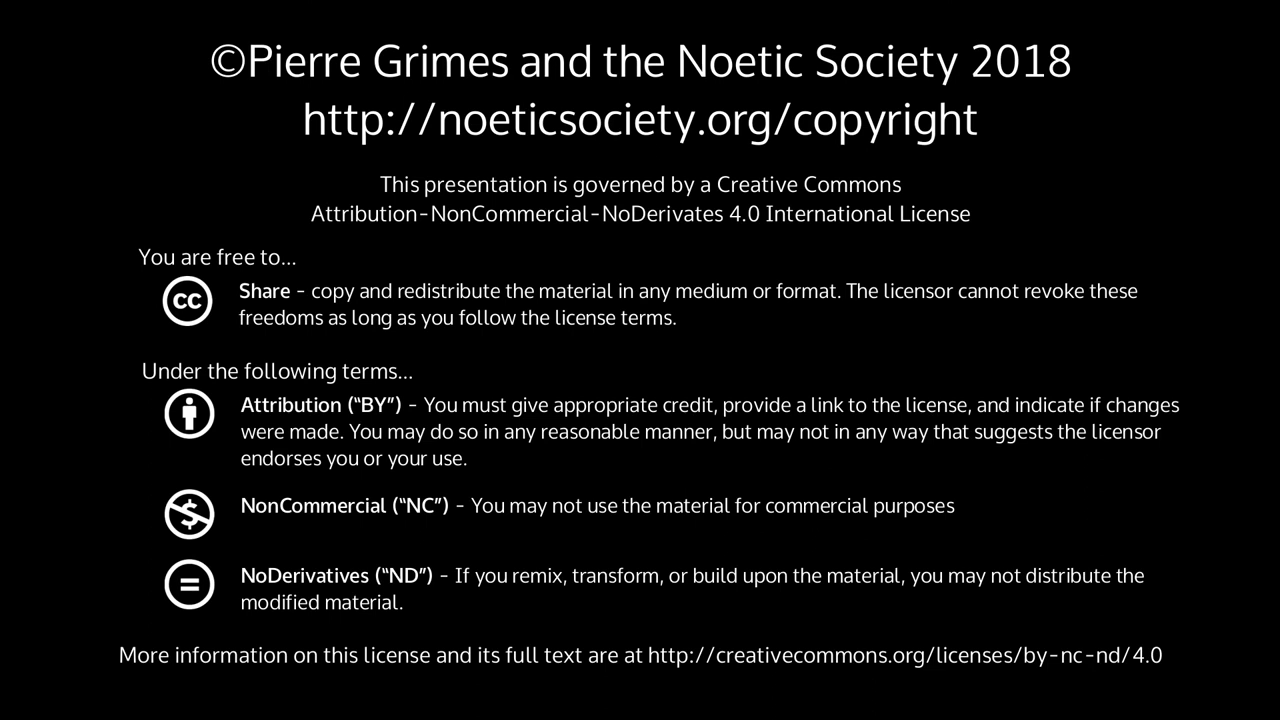 ©Pierre Grimes and the Noetic Society 2018
http://noeticsociety.org/copyright
This presentation is governed by a Creative Commons
Attribution-NonCommercial-NoDerivates 4.0 International License
You are free to...
cc
Share - copy and redistribute the material in any medium or format. The licensor cannot revoke these
freedoms as long as you follow the license terms.
Under the following terms...
Attribution (“BY”) - You must give appropriate credit, provide a link to the license, and indicate if changes
were made. You may do so in any reasonable manner, but may not in any way that suggests the licensor
endorses you or your use.
$
NonCommercial (“NC”) - You may not use the material for commercial purposes
=
NoDerivatives (“ND”) - If you remix, transform, or build upon the material, you may not distribute the
modified material.
More information on this license and its full text are at http://creativecommons.org/licenses/by-nc-nd/4.0